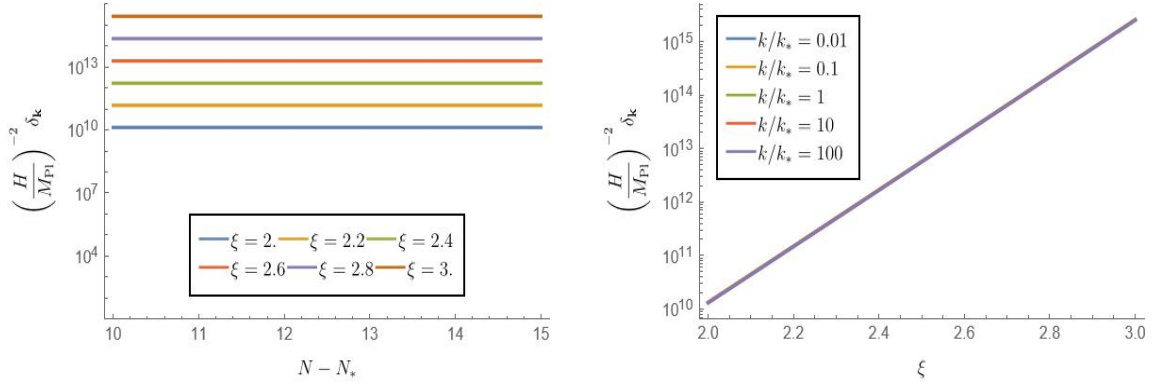 (H/M_Pl)^{-2} δ_k
10^13
10^10
10^7
10^4
ξ = 2. ξ = 2.2 ξ = 2.4
ξ = 2.6 ξ = 2.8 ξ = 3.
10 11 12 13 14 15
N − N_*
(H/M_Pl)^{-2} δ_k
10^15
10^14
10^13
10^12
10^11
10^10
k/k_* = 0.01
k/k_* = 0.1
k/k_* = 1
k/k_* = 10
k/k_* = 100
2.0 2.2 2.4 2.6 2.8 3.0
ξ